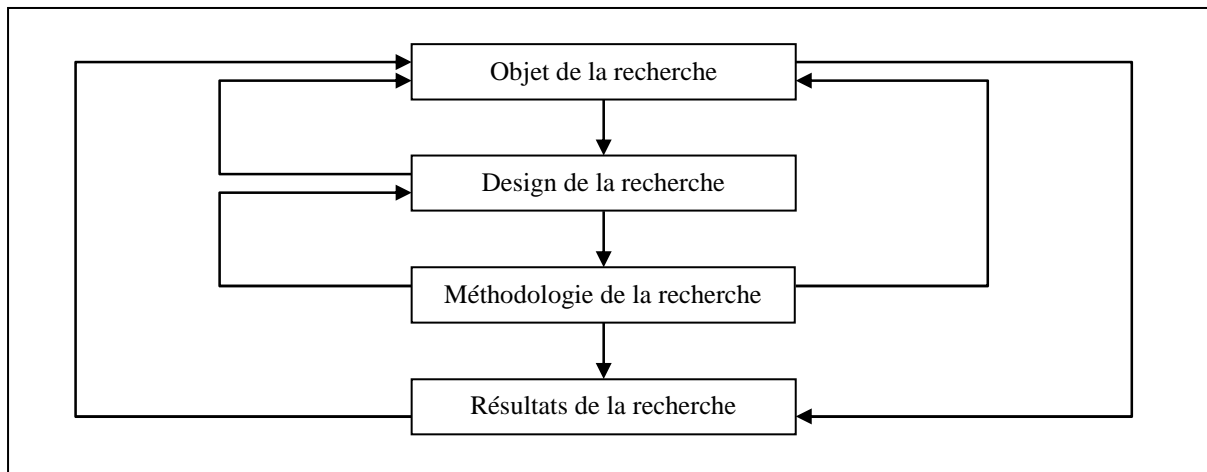 Objet de la recherche
Design de la recherche
Méthodologie de la recherche
Résultats de la recherche